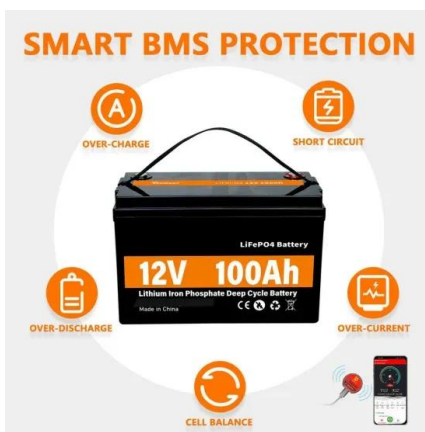 SMART BMS PROTECTION
A
OVER-CHARGE
SHORT CIRCUIT
LiFePO4 Battery
12V 100Ah
Lithium Iron Phosphate Deep Cycle Battery
Made in China
CE
OVER-DISCHARGE
OVER-CURRENT
CELL BALANCE